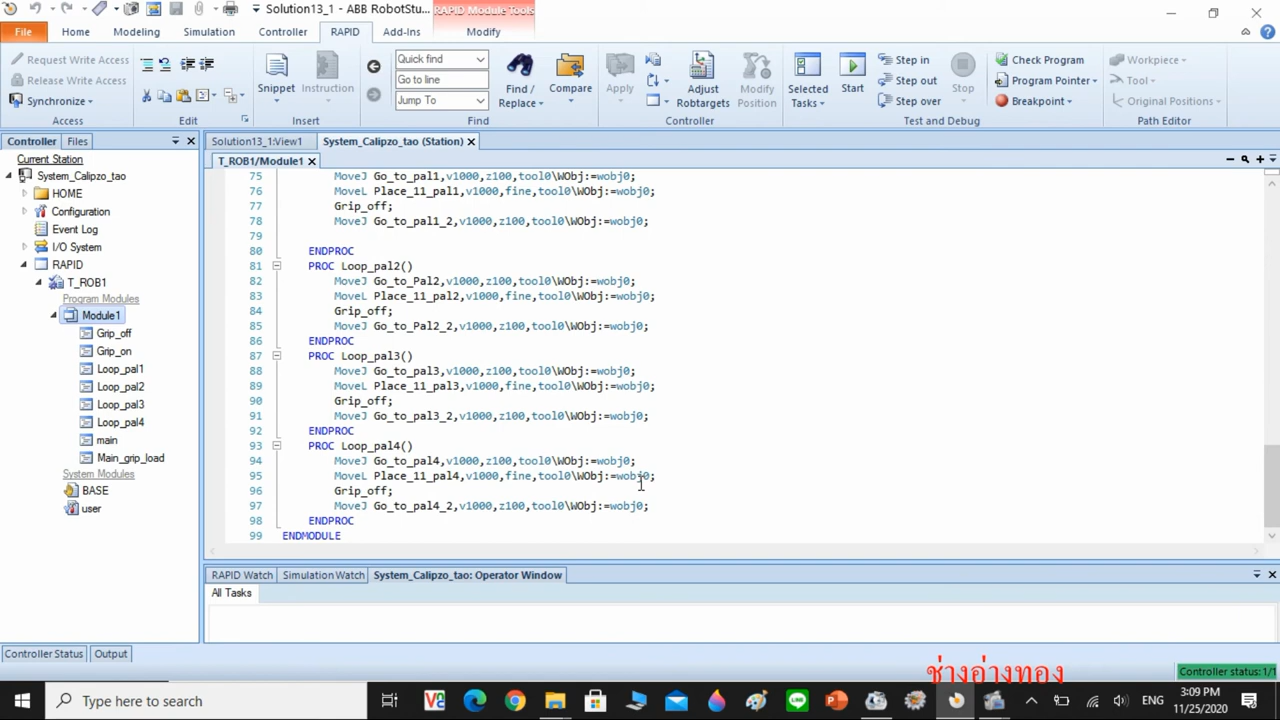 Solution13_1 - ABB RobotStu...
RAPID Module Tools
File
Home
Modeling
Simulation
Controller
RAPID
Add-Ins
Modify
Request Write Access
Release Write Access
Synchronize
Access
Edit
Snippet
Instruction
Insert
Quick find
Go to line
Jump To
Find /
Replace
Compare
Find
Apply
Adjust
Robtargets
Modify
Position
Controller
Selected
Tasks
Start
Step in
Step out
Step over
Stop
Check Program
Program Pointer
Breakpoint
Test and Debug
Workpiece
Tool
Original Positions
Path Editor
Controller
Files
Current Station
System_Calipzo_tao
HOME
Configuration
Event Log
I/O System
RAPID
T_ROB1
Program Modules
Module1
Grip_off
Grip_on
Loop_pal1
Loop_pal2
Loop_pal3
Loop_pal4
main
Main_grip_load
System Modules
BASE
user
Solution13_1:View1
System_Calipzo_tao (Station)
T_ROB1/Module1
75 MoveJ Go_to_pal1,v1000,z100,tool0\WObj:=wobj0;
76 MoveL Place_11_pal1,v1000,fine,tool0\WObj:=wobj0;
77 Grip_off;
78 MoveJ Go_to_pal1_2,v1000,z100,tool0\WObj:=wobj0;
79
80 ENDPROC
81 PROC Loop_pal2()
82 MoveJ Go_to_Pal2,v1000,z100,tool0\WObj:=wobj0;
83 MoveL Place_11_pal2,v1000,fine,tool0\WObj:=wobj0;
84 Grip_off;
85 MoveJ Go_to_Pal2_2,v1000,z100,tool0\WObj:=wobj0;
86 ENDPROC
87 PROC Loop_pal3()
88 MoveJ Go_to_pal3,v1000,z100,tool0\WObj:=wobj0;
89 MoveL Place_11_pal3,v1000,fine,tool0\WObj:=wobj0;
90 Grip_off;
91 MoveJ Go_to_pal3_2,v1000,z100,tool0\WObj:=wobj0;
92 ENDPROC
93 PROC Loop_pal4()
94 MoveJ Go_to_pal4,v1000,z100,tool0\WObj:=wobj0;
95 MoveL Place_11_pal4,v1000,fine,tool0\WObj:=wobj0;
96 Grip_off;
97 MoveJ Go_to_pal4_2,v1000,z100,tool0\WObj:=wobj0;
98 ENDPROC
99 ENDMODULE
RAPID Watch
Simulation Watch
System_Calipzo_tao: Operator Window
All Tasks
Controller Status
Output
ช่างอ่างทอง
Controller status: 1/1
Type here to search
ENG
3:09 PM
11/25/2020